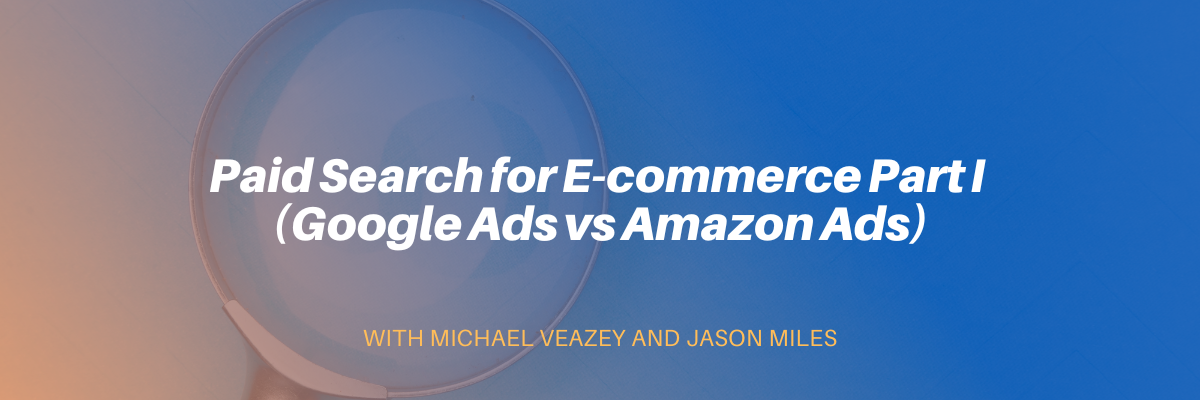 Paid Search for E-commerce Part I
(Google Ads vs Amazon Ads)
WITH MICHAEL VEAZEY AND JASON MILES